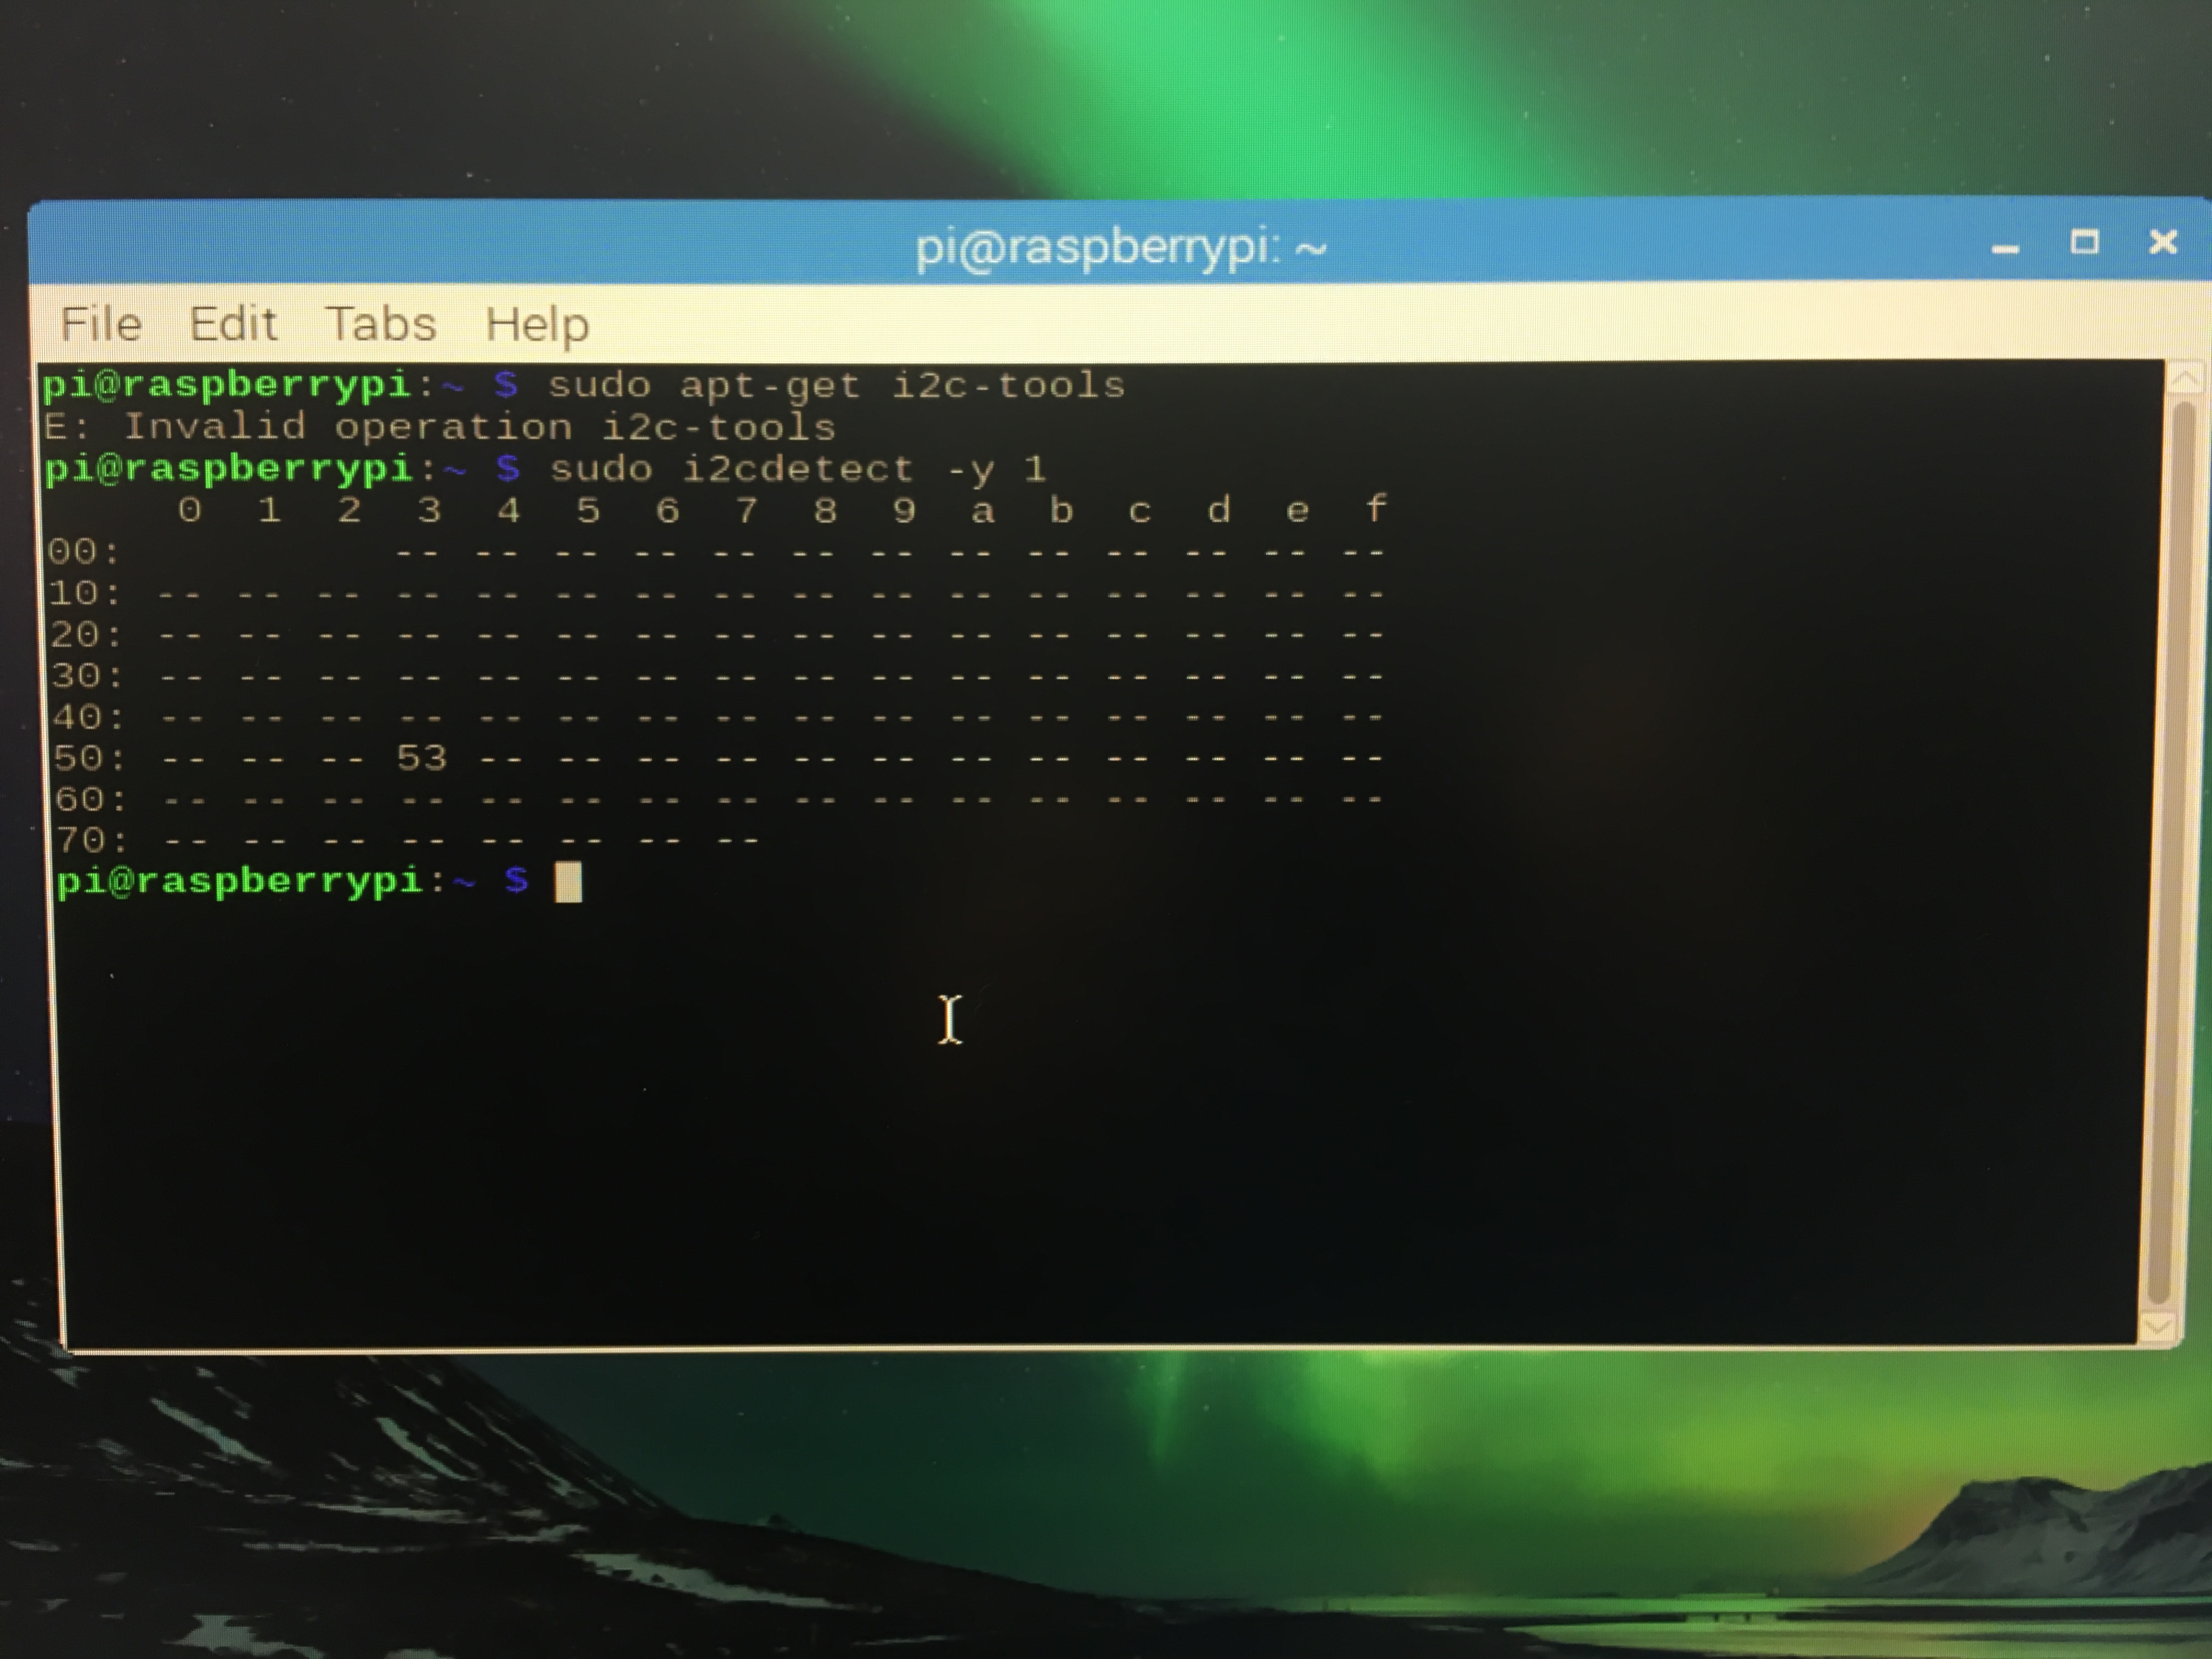 pi@raspberrypi: ~
File Edit Tabs Help
pi@raspberrypi:~ $ sudo apt-get i2c-tools
E: Invalid operation i2c-tools
pi@raspberrypi:~ $ sudo i2cdetect -y 1
     0  1  2  3  4  5  6  7  8  9  a  b  c  d  e  f
00:          -- -- -- -- -- -- -- -- -- -- -- -- --
10: -- -- -- -- -- -- -- -- -- -- -- -- -- -- -- --
20: -- -- -- -- -- -- -- -- -- -- -- -- -- -- -- --
30: -- -- -- -- -- -- -- -- -- -- -- -- -- -- -- --
40: -- -- -- -- -- -- -- -- -- -- -- -- -- -- -- --
50: -- -- -- 53 -- -- -- -- -- -- -- -- -- -- -- --
60: -- -- -- -- -- -- -- -- -- -- -- -- -- -- -- --
70: -- -- -- -- -- -- -- --
pi@raspberrypi:~ $